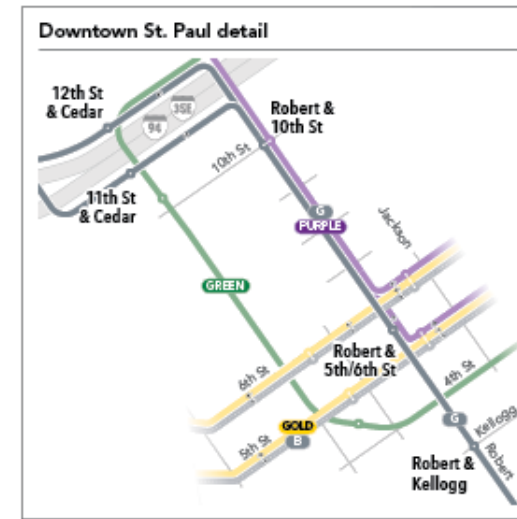 Downtown St. Paul detail
12th St
& Cedar
35E
94
Robert &
10th St
10th St
11th St
& Cedar
G
PURPLE
Jackson
GREEN
Robert &
5th/6th St
6th St
4th St
GOLD
B
5th St
G
Kellogg
Robert
Robert &
Kellogg